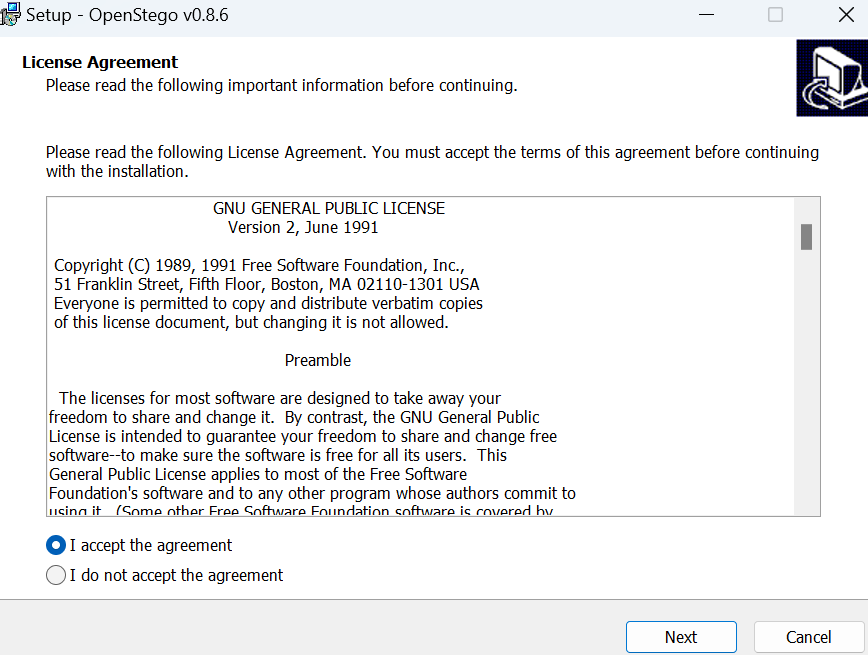 Setup - OpenStego v0.8.6
License Agreement
Please read the following important information before continuing.
Please read the following License Agreement. You must accept the terms of this agreement before continuing
with the installation.
GNU GENERAL PUBLIC LICENSE
Version 2, June 1991
Copyright (C) 1989, 1991 Free Software Foundation, Inc.,
51 Franklin Street, Fifth Floor, Boston, MA 02110-1301 USA
Everyone is permitted to copy and distribute verbatim copies
of this license document, but changing it is not allowed.
Preamble
The licenses for most software are designed to take away your
freedom to share and change it.  By contrast, the GNU General Public
License is intended to guarantee your freedom to share and change free
software--to make sure the software is free for all its users.  This
General Public License applies to most of the Free Software
Foundation's software and to any other program whose authors commit to
using it.  (Some other Free Software Foundation software is covered by
I accept the agreement
I do not accept the agreement
Next
Cancel